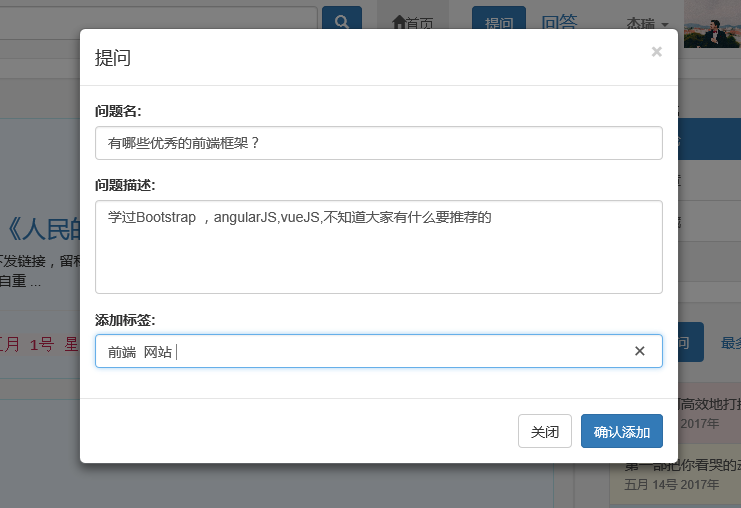 首页
提问
回答
杰瑞
提问
×
问题名:
有哪些优秀的前端框架？
问题描述:
学过Bootstrap ，angularJS,vueJS,不知道大家有什么要推荐的
《人民的
下发链接，留
自重 ...
添加标签:
五月 1号 星
前端 网站
问
最多
高效地打
2017年
关闭
确认添加
第一部把你看哭的动
五月 14号 2017年